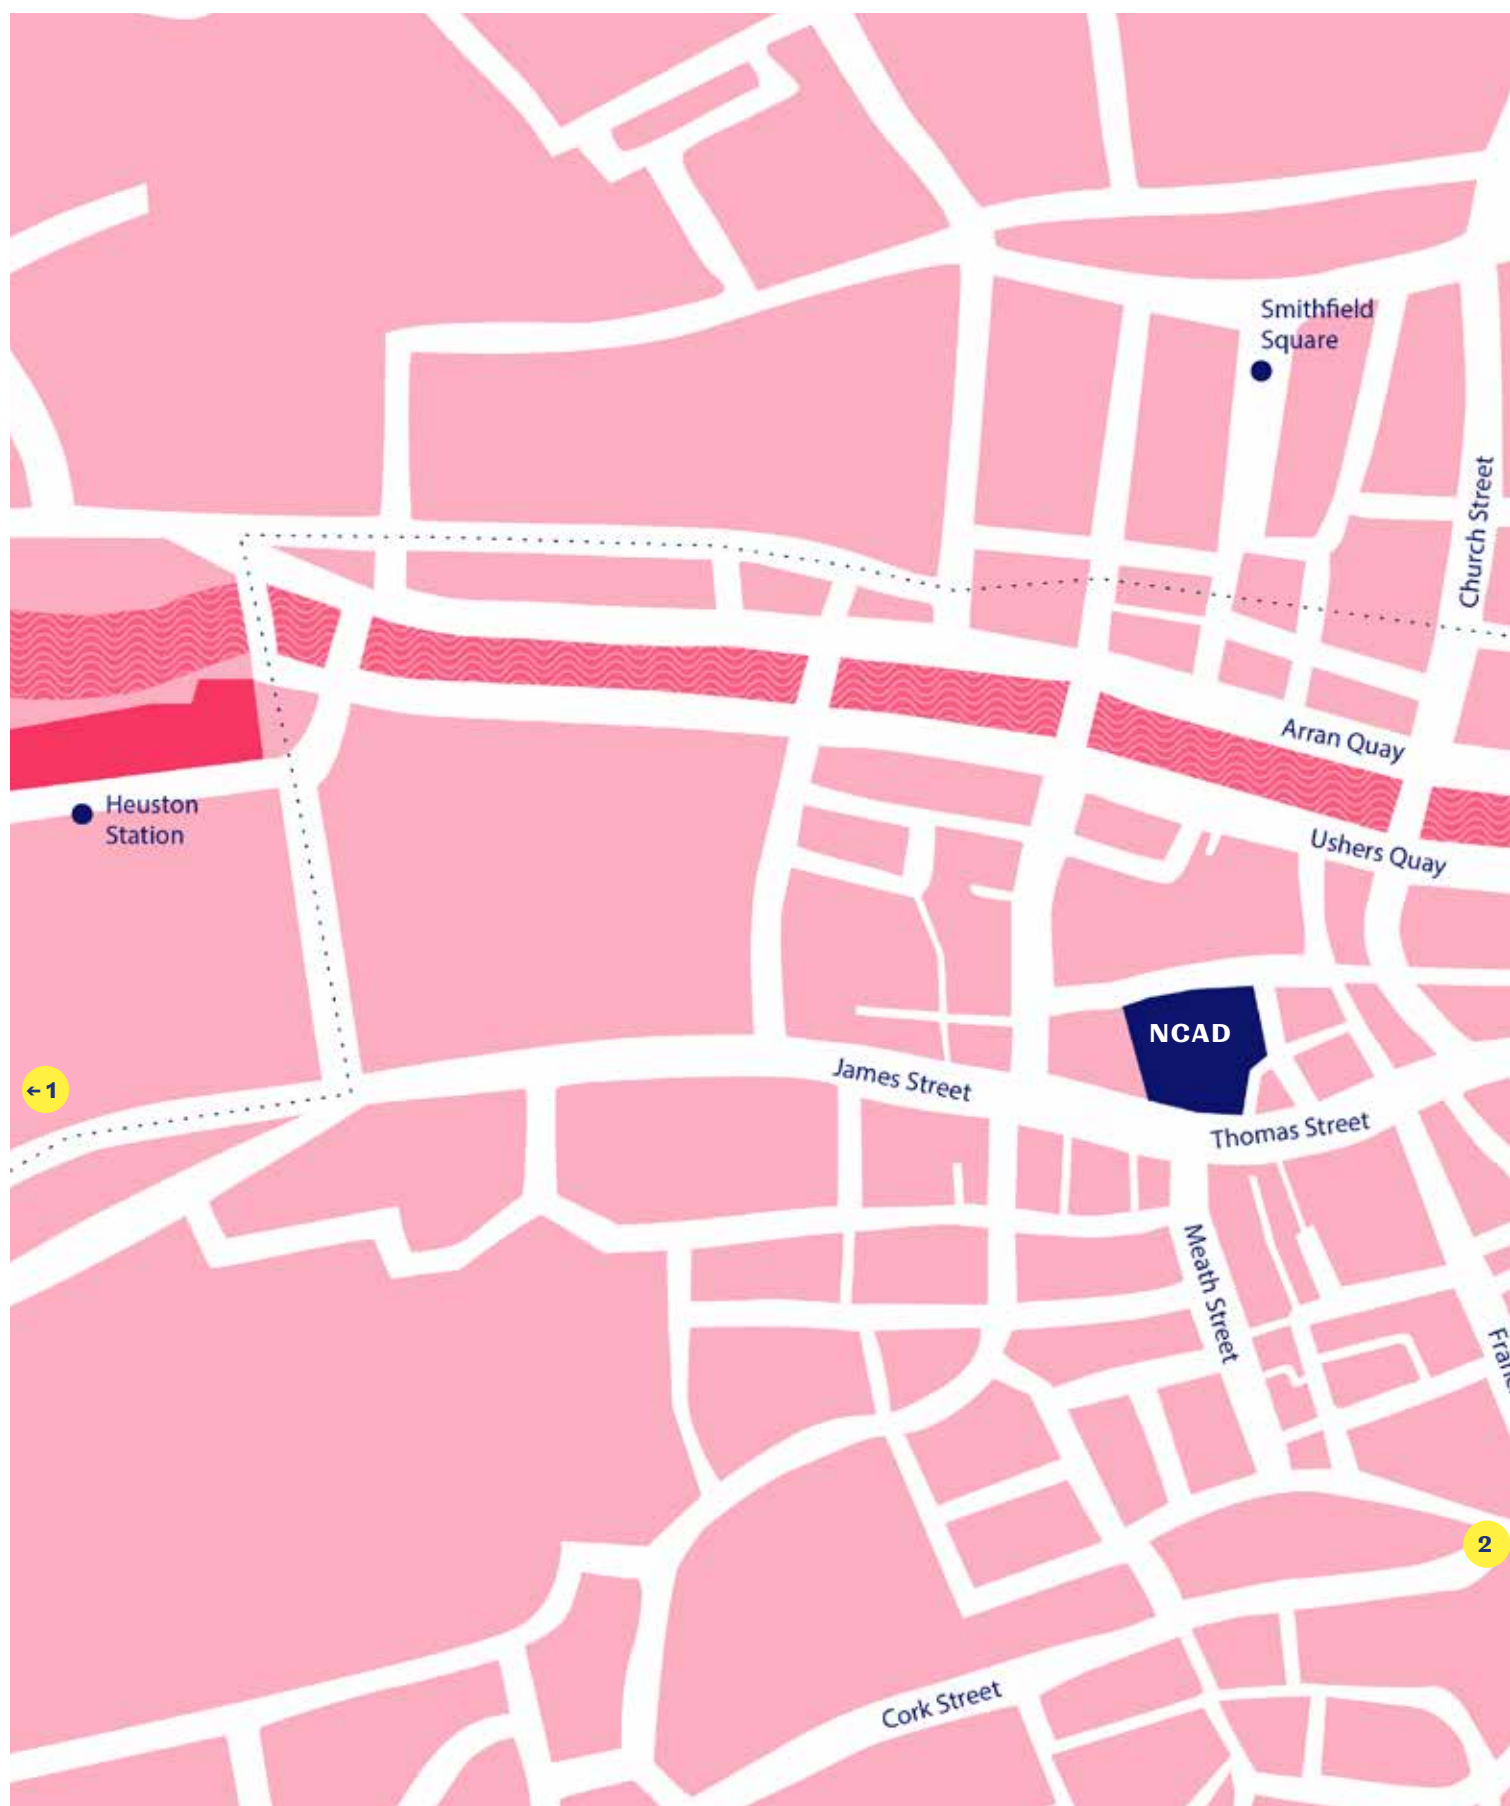 Smithfield
Square
Church Street
Arran Quay
Heuston
Station
Ushers Quay
NCAD
←1
James Street
Thomas Street
Meath Street
2
Cork Street